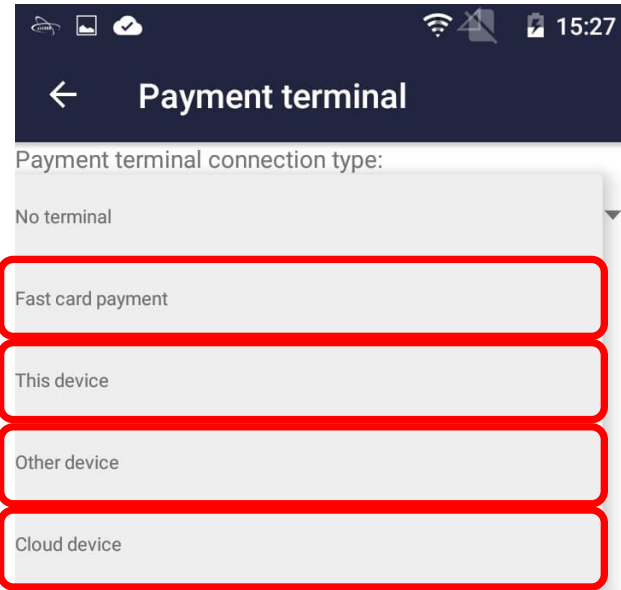 15:27
Payment terminal
Payment terminal connection type:
No terminal
Fast card payment
This device
Other device
Cloud device